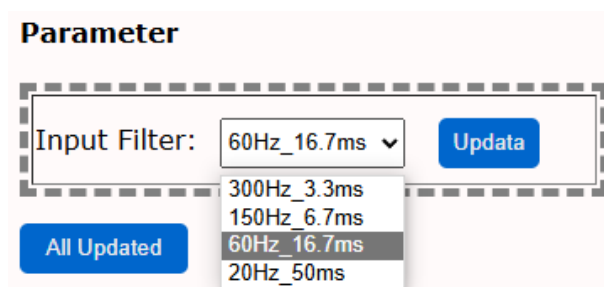 Parameter
Input Filter: 60Hz_16.7ms Updata
300Hz_3.3ms
150Hz_6.7ms
60Hz_16.7ms
20Hz_50ms
All Updated